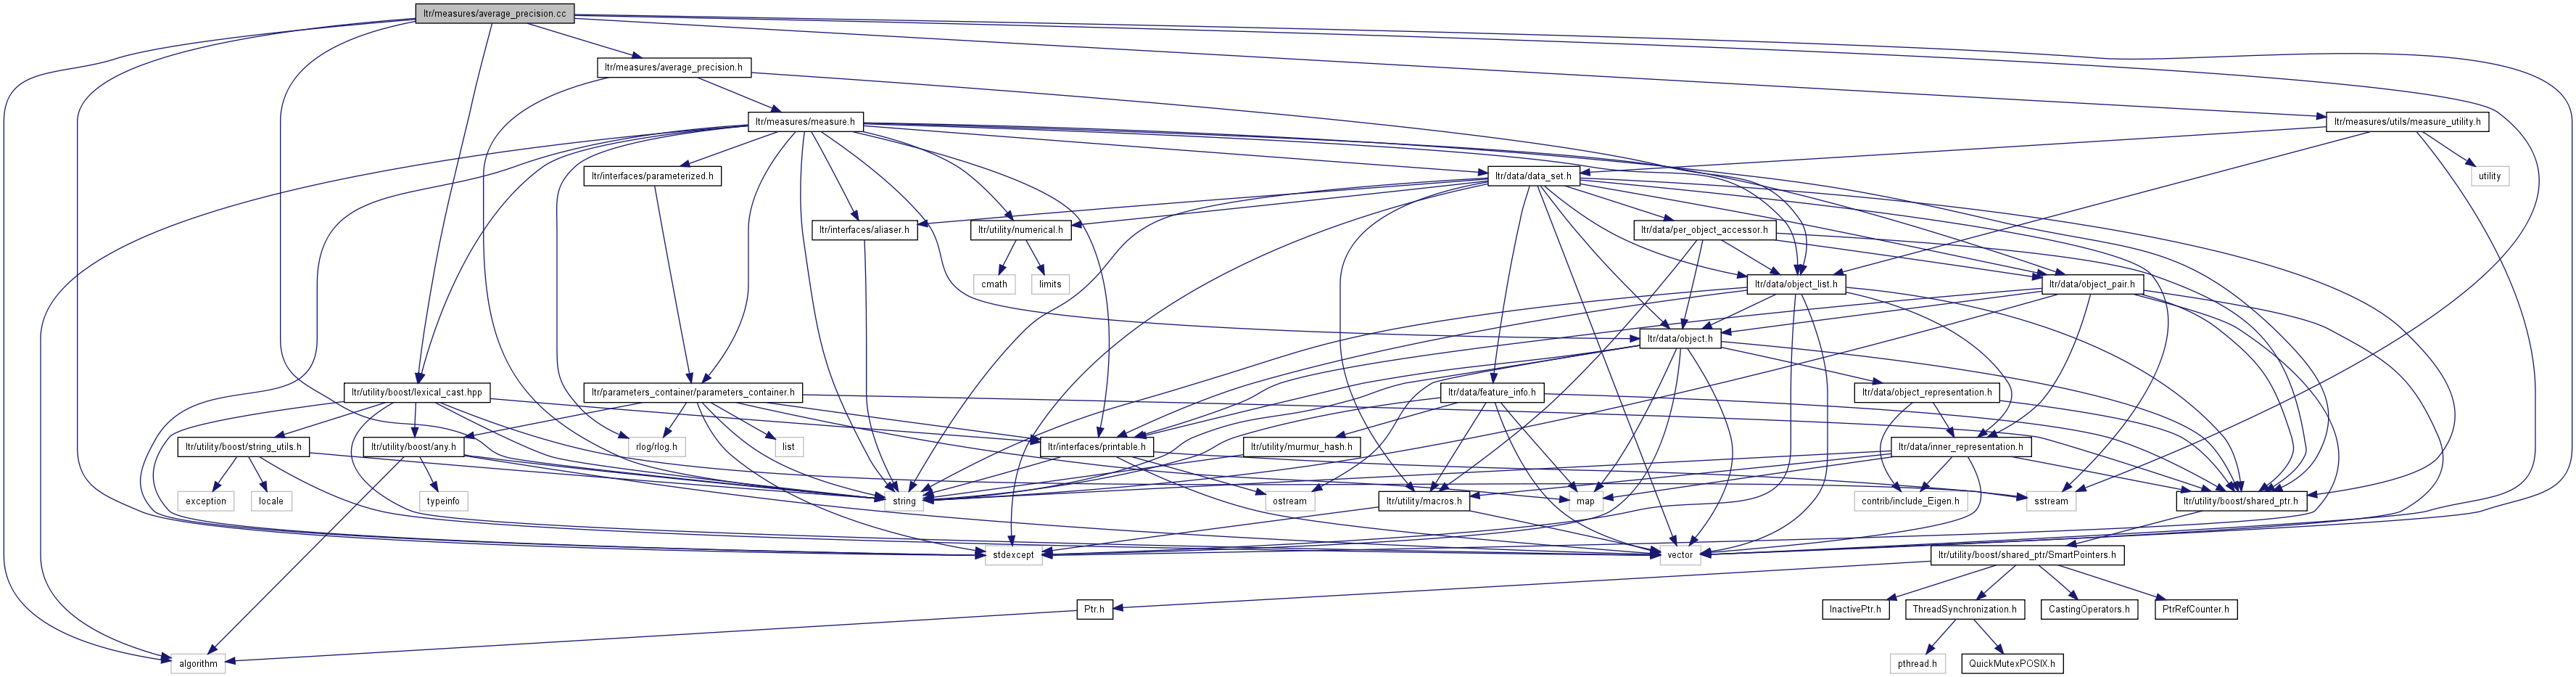 ltr/measures/average_precision.cc
ltr/measures/average_precision.h
ltr/measures/measure.h
ltr/measures/utils/measure_utility.h
ltr/interfaces/parameterized.h
ltr/data/data_set.h
utility
ltr/interfaces/aliaser.h
ltr/utility/numerical.h
ltr/data/per_object_accessor.h
cmath
limits
ltr/data/object_list.h
ltr/data/object_pair.h
ltr/data/object.h
ltr/utility/boost/lexical_cast.hpp
ltr/parameters_container/parameters_container.h
ltr/data/feature_info.h
ltr/data/object_representation.h
ltr/utility/boost/string_utils.h
ltr/utility/boost/any.h
rlog/rlog.h
list
ltr/interfaces/printable.h
ltr/utility/murmur_hash.h
ltr/data/inner_representation.h
exception
locale
typeinfo
string
ostream
ltr/utility/macros.h
map
contrib/include_Eigen.h
sstream
ltr/utility/boost/shared_ptr.h
stdexcept
vector
ltr/utility/boost/shared_ptr/SmartPointers.h
Ptr.h
InactivePtr.h
ThreadSynchronization.h
CastingOperators.h
PtrRefCounter.h
algorithm
pthread.h
QuickMutexPOSIX.h